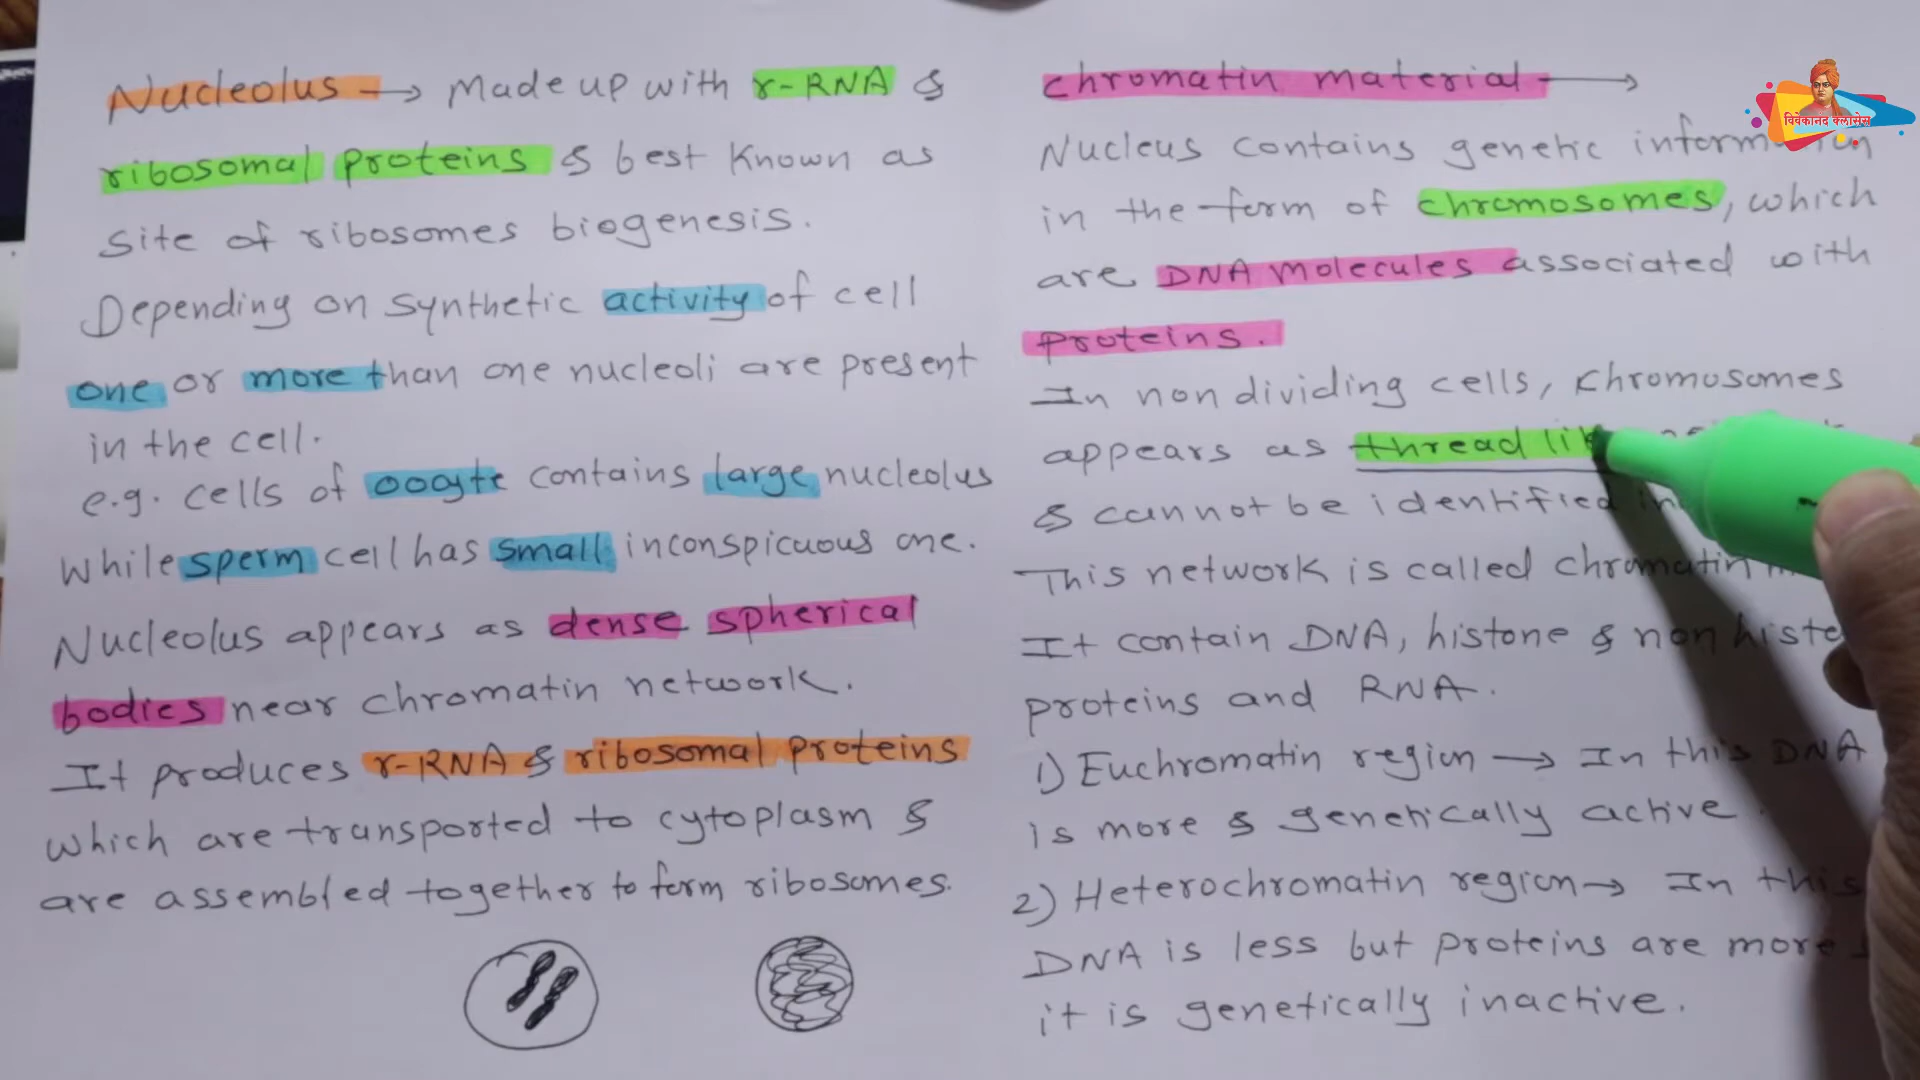 Nucleolus → Made up with r-RNA &
ribosomal proteins & best known as
site of ribosomes biogenesis.
Depending on synthetic activity of cell
one or more than one nucleoli are present
in the cell.
e.g. cells of oocyte contains large nucleolus
While sperm cell has small inconspicuous one.
Nucleolus appears as dense spherical
bodies near chromatin network.
It produces r-RNA & ribosomal proteins
which are transported to cytoplasm &
are assembled together to form ribosomes.
chromatin material →
Nucleus contains genetic information
in the form of chromosomes, which
are DNA molecules associated with
proteins.
In non dividing cells, chromosomes
appears as thread
& cannot be identified
This network is called chromatin
It contain DNA, histone & non
proteins and RNA.
1) Euchromatin region → In this DNA
is more & genetically active.
2) Heterochromatin region → In this
DNA is less but proteins are more
it is genetically inactive.
विवेकानंद क्लासेस